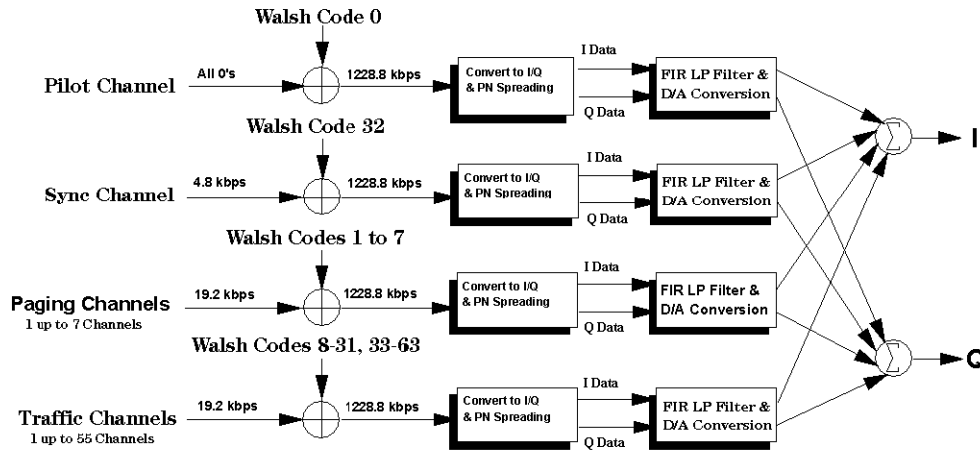 Walsh Code 0
Pilot Channel
All 0's
1228.8 kbps
Convert to I/Q
& PN Spreading
I Data
Q Data
FIR LP Filter &
D/A Conversion
Σ
I
Walsh Code 32
Sync Channel
4.8 kbps
1228.8 kbps
Convert to I/Q
& PN Spreading
I Data
Q Data
FIR LP Filter &
D/A Conversion
Walsh Codes 1 to 7
Paging Channels
1 up to 7 Channels
19.2 kbps
1228.8 kbps
Convert to I/Q
& PN Spreading
I Data
Q Data
FIR LP Filter &
D/A Conversion
Σ
Q
Walsh Codes 8-31, 33-63
Traffic Channels
1 up to 55 Channels
19.2 kbps
1228.8 kbps
Convert to I/Q
& PN Spreading
I Data
Q Data
FIR LP Filter &
D/A Conversion